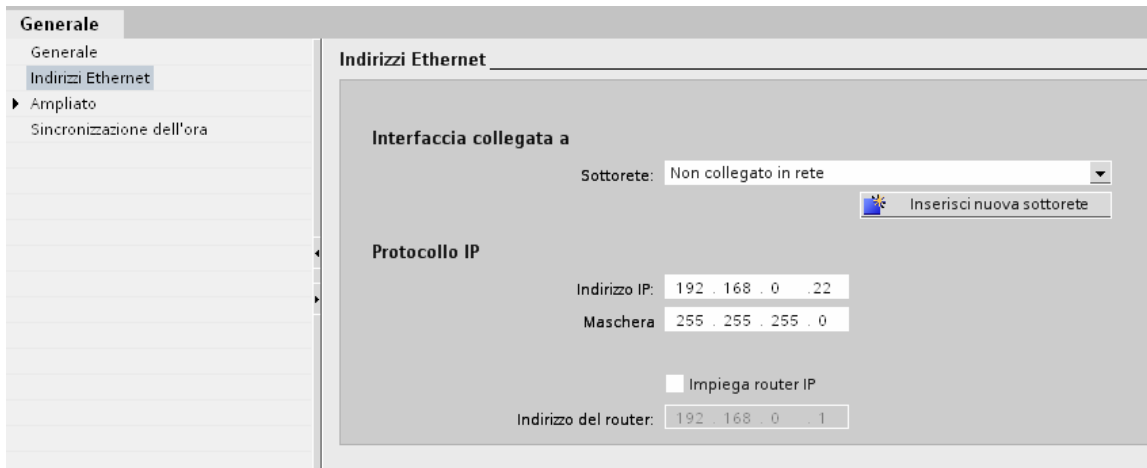 Generale
Generale
Indirizzi Ethernet
Ampliato
Sincronizzazione dell'ora
Indirizzi Ethernet
Interfaccia collegata a
Sottorete: Non collegato in rete
Inserisci nuova sottorete
Protocollo IP
Indirizzo IP: 192 . 168 . 0 .22
Maschera 255 . 255 . 255 . 0
Impiega router IP
Indirizzo del router: 192 . 168 . 0 . 1